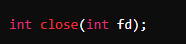 int close(int fd);